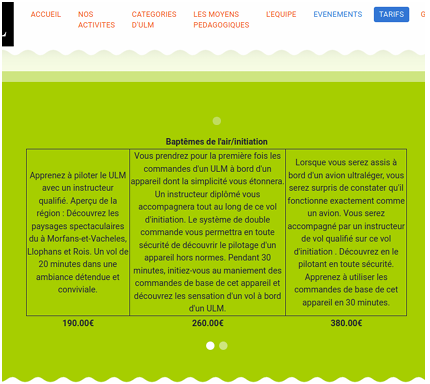 ACCUEIL
NOS ACTIVITES
CATEGORIES D'ULM
LES MOYENS PEDAGOGIQUES
L'EQUIPE
EVENEMENTS
TARIFS
Baptêmes de l'air/initiation
Apprenez à piloter le ULM
avec un instructeur
qualifié. Aperçu de la
région : Découvrez les
paysages spectaculaires
du à Morfans-et-Vacheles,
Llophans et Rois. Un vol de
20 minutes dans une
ambiance détendue et
conviviale.
190.00€
Vous prendrez pour la première fois les
commandes d'un ULM à bord d'un
appareil dont la simplicité vous étonnera.
Un instructeur diplômé vous
accompagnera tout au long de ce vol
d'initiation. Le système de double
commande vous permettra en toute
sécurité de découvrir le pilotage d'un
appareil hors normes. Pendant 30
minutes, initiez-vous au maniement des
commandes de base de cet appareil et
découvrez les sensation d'un vol à bord
d'un ULM.
260.00€
Lorsque vous serez assis à
bord d'un avion ultraléger, vous
serez surpris de constater qu'il
fonctionne exactement comme
un avion. Vous serez
accompagné par un instructeur
de vol qualifié sur ce vol
d'initiation . Découvrez en le
pilotant en toute sécurité.
Apprenez à utiliser les
commandes de base de cet
appareil en 30 minutes.
380.00€